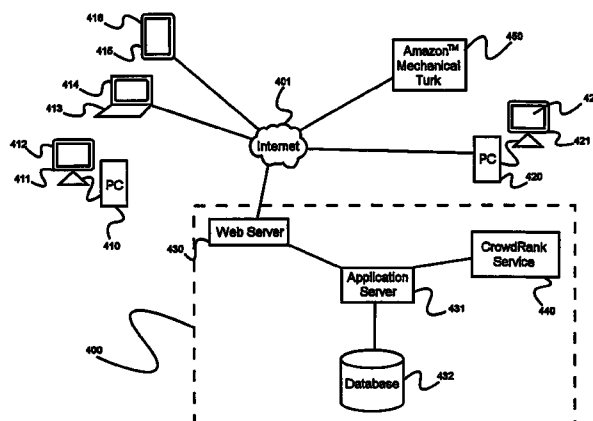 416
415
Amazon™
Mechanical
Turk
450
414
413
401
Internet
42
421
PC
420
412
411
PC
410
430
Web Server
Application
Server
431
CrowdRank
Service
440
400
Database
432